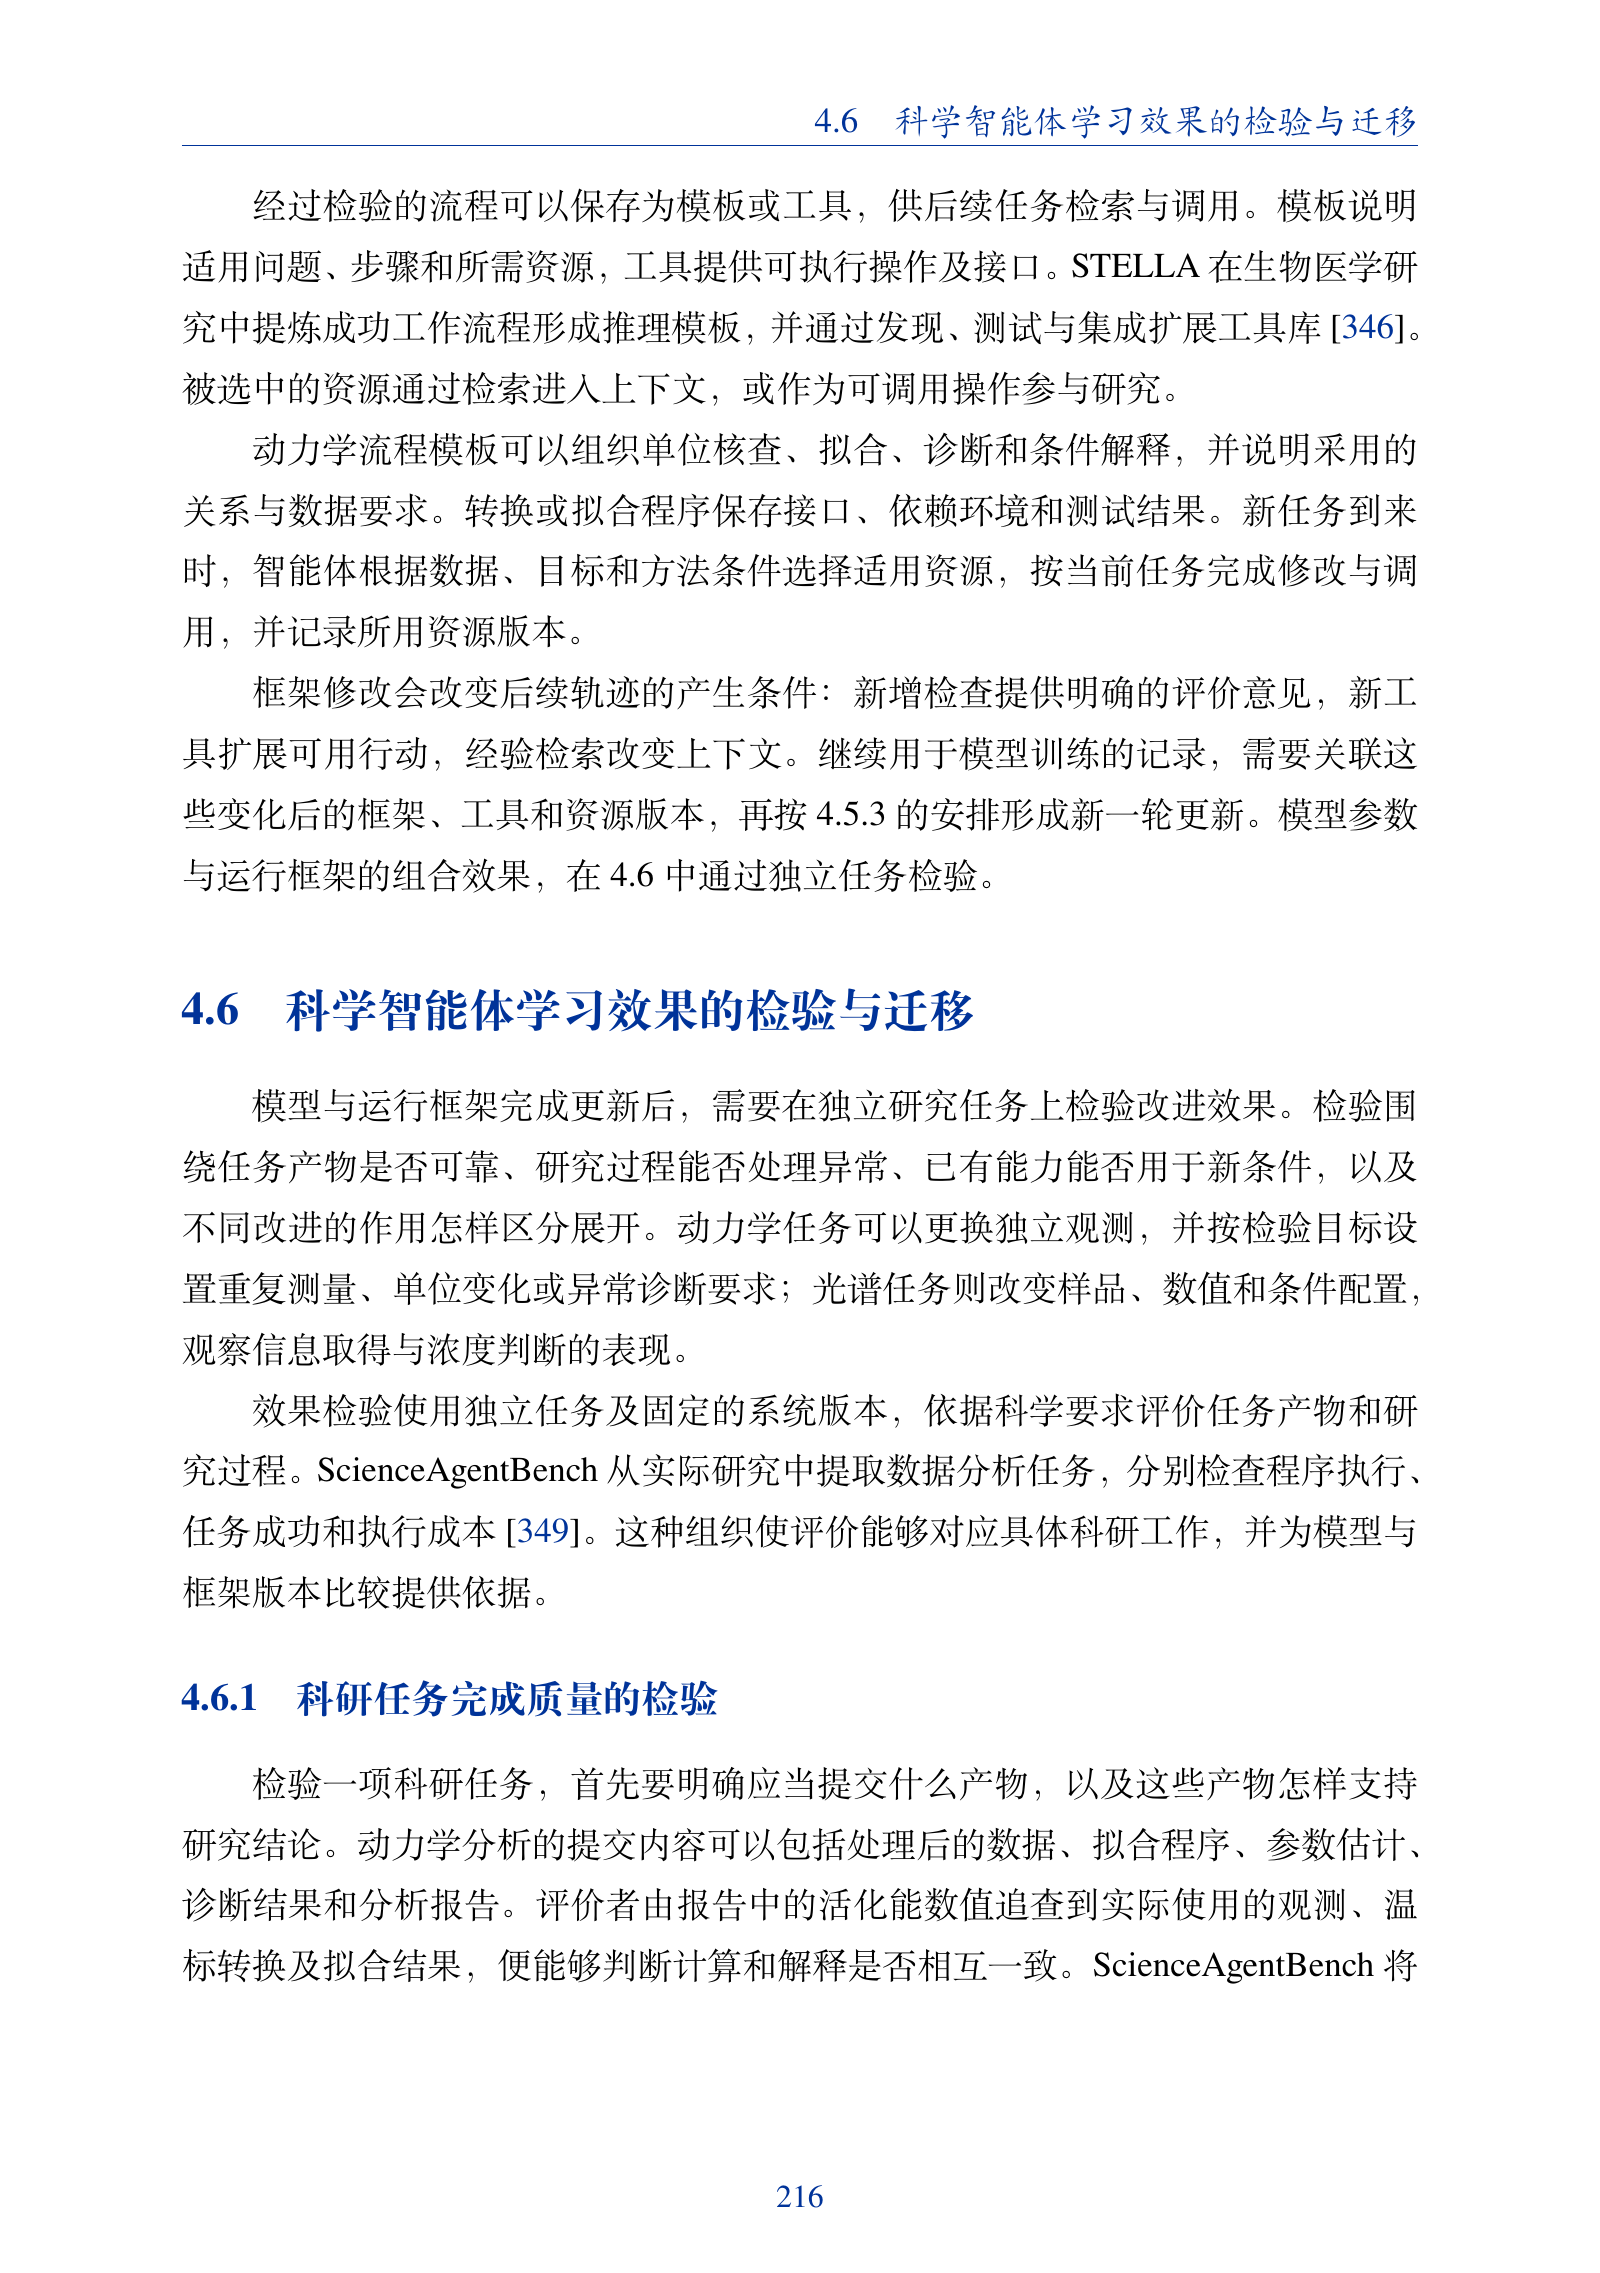 4.6 科学智能体学习效果的检验与迁移
经过检验的流程可以保存为模板或工具，供后续任务检索与调用。模板说明
适用问题、步骤和所需资源，工具提供可执行操作及接口。STELLA 在生物医学研
究中提炼成功工作流程形成推理模板，并通过发现、测试与集成扩展工具库 [346]。
被选中的资源通过检索进入上下文，或作为可调用操作参与研究。
动力学流程模板可以组织单位核查、拟合、诊断和条件解释，并说明采用的
关系与数据要求。转换或拟合程序保存接口、依赖环境和测试结果。新任务到来
时，智能体根据数据、目标和方法条件选择适用资源，按当前任务完成修改与调
用，并记录所用资源版本。
框架修改会改变后续轨迹的产生条件：新增检查提供明确的评价意见，新工
具扩展可用行动，经验检索改变上下文。继续用于模型训练的记录，需要关联这
些变化后的框架、工具和资源版本，再按 4.5.3 的安排形成新一轮更新。模型参数
与运行框架的组合效果，在 4.6 中通过独立任务检验。
4.6 科学智能体学习效果的检验与迁移
模型与运行框架完成更新后，需要在独立研究任务上检验改进效果。检验围
绕任务产物是否可靠、研究过程能否处理异常、已有能力能否用于新条件，以及
不同改进的作用怎样区分展开。动力学任务可以更换独立观测，并按检验目标设
置重复测量、单位变化或异常诊断要求；光谱任务则改变样品、数值和条件配置，
观察信息取得与浓度判断的表现。
效果检验使用独立任务及固定的系统版本，依据科学要求评价任务产物和研
究过程。ScienceAgentBench 从实际研究中提取数据分析任务，分别检查程序执行、
任务成功和执行成本 [349]。这种组织使评价能够对应具体科研工作，并为模型与
框架版本比较提供依据。
4.6.1 科研任务完成质量的检验
检验一项科研任务，首先要明确应当提交什么产物，以及这些产物怎样支持
研究结论。动力学分析的提交内容可以包括处理后的数据、拟合程序、参数估计、
诊断结果和分析报告。评价者由报告中的活化能数值追查到实际使用的观测、温
标转换及拟合结果，便能够判断计算和解释是否相互一致。ScienceAgentBench 将
216